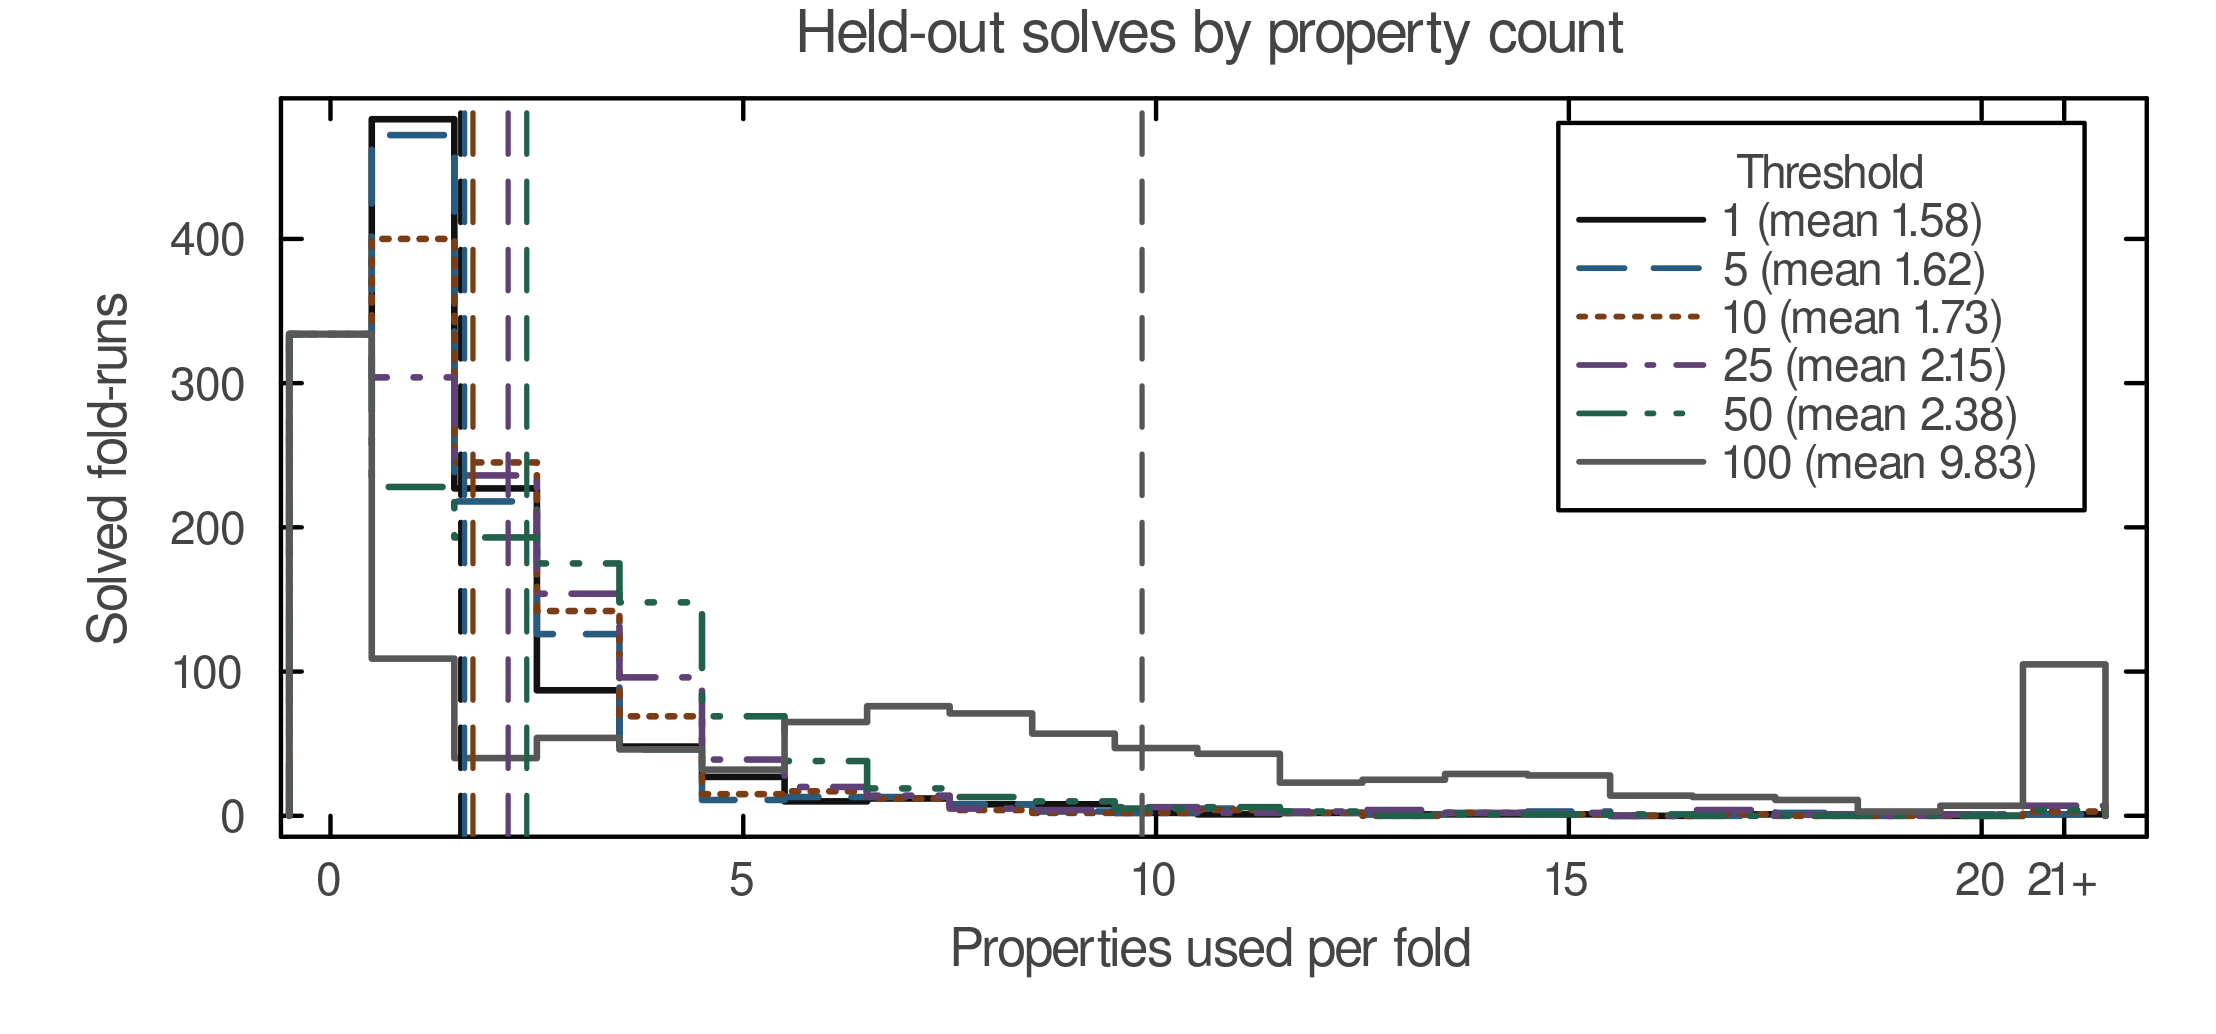 Held-out solves by property count
Threshold
1 (mean 1.58)
5 (mean 1.62)
10 (mean 1.73)
25 (mean 2.15)
50 (mean 2.38)
100 (mean 9.83)
Solved fold-runs
400
300
200
100
0
0 5 10 15 20 21+
Properties used per fold